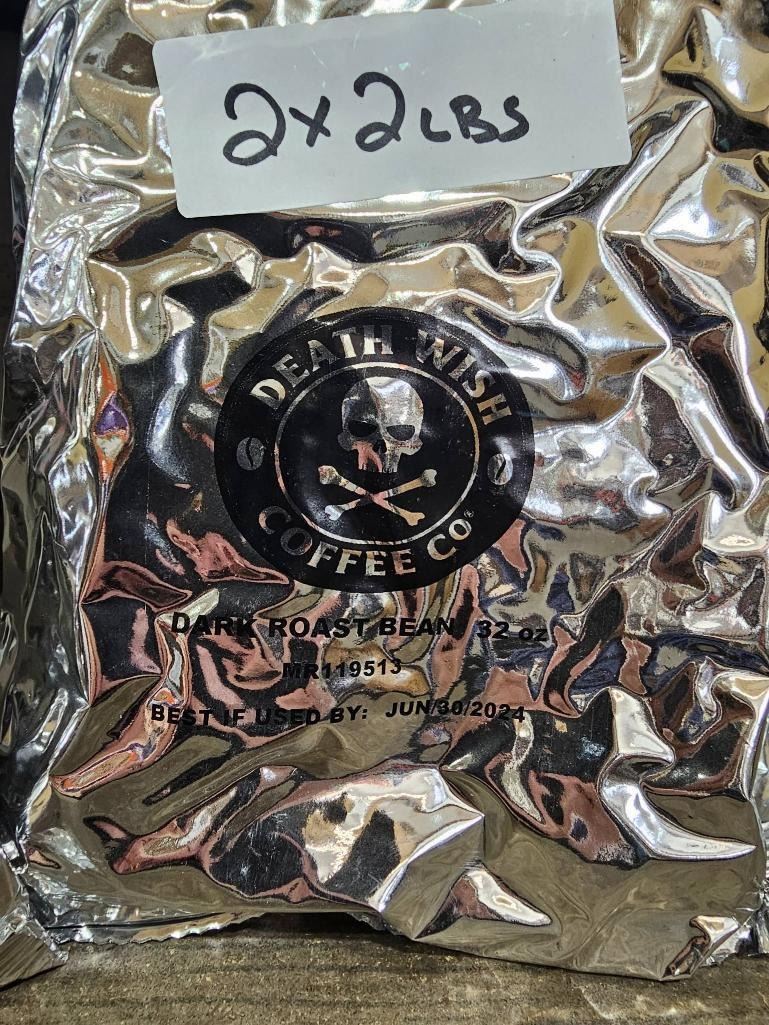 2x2LBS
DEATH WISH
COFFEE CO®
DARK ROAST BEAN 32 oz
MR119513
BEST IF USED BY: JUN/30/2024